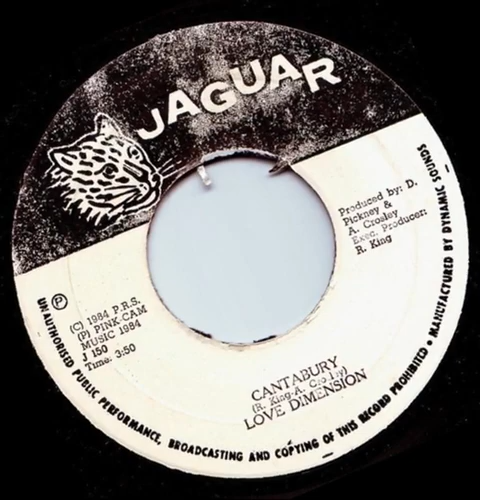 JAGUAR
Produced by: D.
Pickney &
A. Crosley
Exec. Producer:
R. King
(C) 1984 P.R.S.
(P) PINK-CAM
MUSIC 1984
J 150
Time: 3:50
CANTABURY
(R. King-A.
LOVE DIMENSION
℗ UNAUTHORISED PUBLIC PERFORMANCE, BROADCASTING AND COPYING OF THIS RECORD PROHIBITED • MANUFACTURED BY DYNAMIC SOUNDS